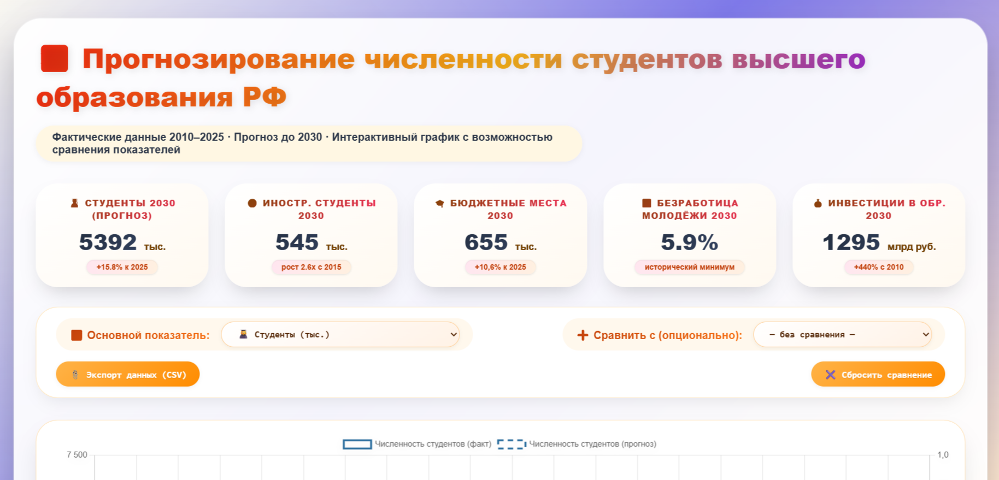 Прогнозирование численности студентов высшего
образования РФ
Фактические данные 2010–2025 · Прогноз до 2030 · Интерактивный график с возможностью
сравнения показателей
СТУДЕНТЫ 2030
(ПРОГНОЗ)
5392 тыс.
+15.8% к 2025
ИНОСТР. СТУДЕНТЫ
2030
545 тыс.
рост 2.6x с 2015
БЮДЖЕТНЫЕ МЕСТА
2030
655 тыс.
+10,6% к 2025
БЕЗРАБОТИЦА
МОЛОДЁЖИ 2030
5.9%
исторический минимум
ИНВЕСТИЦИИ В ОБР.
2030
1295 млрд руб.
+440% с 2010
Основной показатель: Студенты (тыс.)
Сравнить с (опционально): — без сравнения —
Экспорт данных (CSV)
Сбросить сравнение
Численность студентов (факт) Численность студентов (прогноз)
7 500
1,0